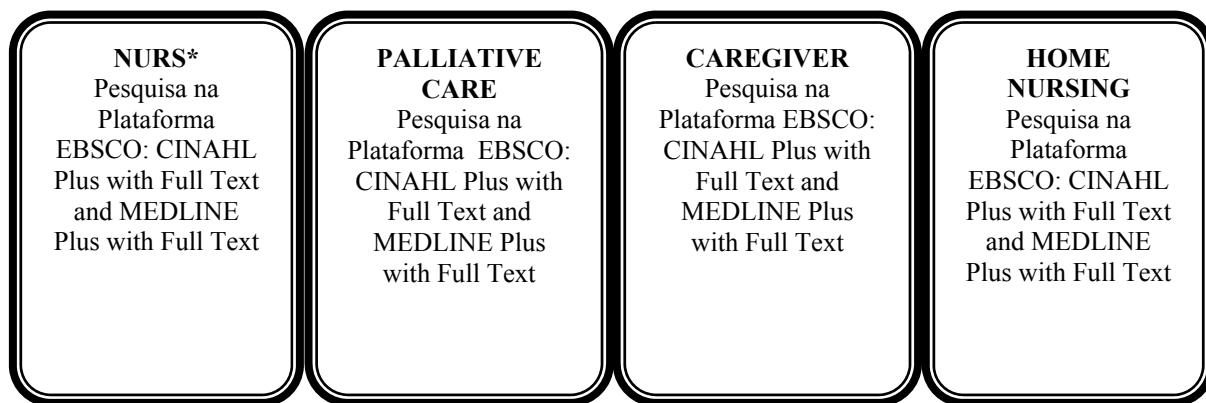 NURS*
Pesquisa na
Plataforma
EBSCO: CINAHL
Plus with Full Text
and MEDLINE
Plus with Full Text
PALLIATIVE
CARE
Pesquisa na
Plataforma EBSCO:
CINAHL Plus with
Full Text and
MEDLINE Plus
with Full Text
CAREGIVER
Pesquisa na
Plataforma EBSCO:
CINAHL Plus with
Full Text and
MEDLINE Plus
with Full Text
HOME
NURSING
Pesquisa na
Plataforma
EBSCO: CINAHL
Plus with Full Text
and MEDLINE
Plus with Full Text